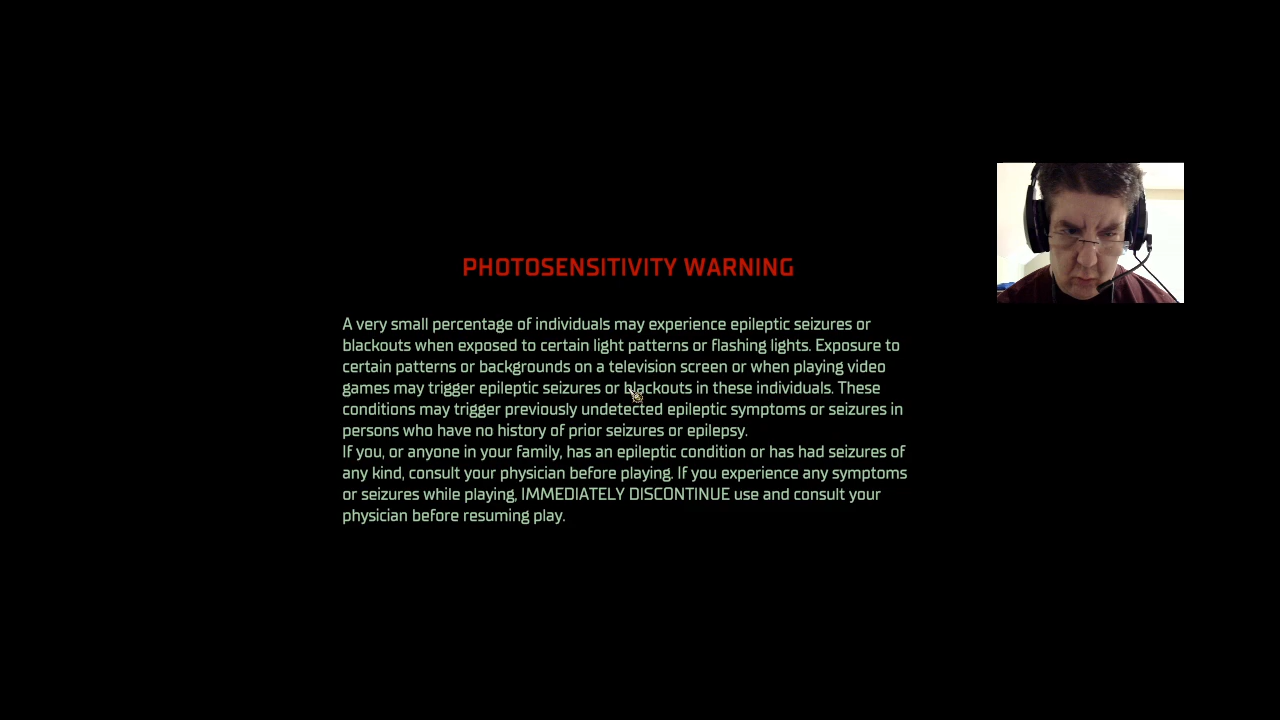 PHOTOSENSITIVITY WARNING
A very small percentage of individuals may experience epileptic seizures or
blackouts when exposed to certain light patterns or flashing lights. Exposure to
certain patterns or backgrounds on a television screen or when playing video
games may trigger epileptic seizures or blackouts in these individuals. These
conditions may trigger previously undetected epileptic symptoms or seizures in
persons who have no history of prior seizures or epilepsy.
If you, or anyone in your family, has an epileptic condition or has had seizures of
any kind, consult your physician before playing. If you experience any symptoms
or seizures while playing, IMMEDIATELY DISCONTINUE use and consult your
physician before resuming play.